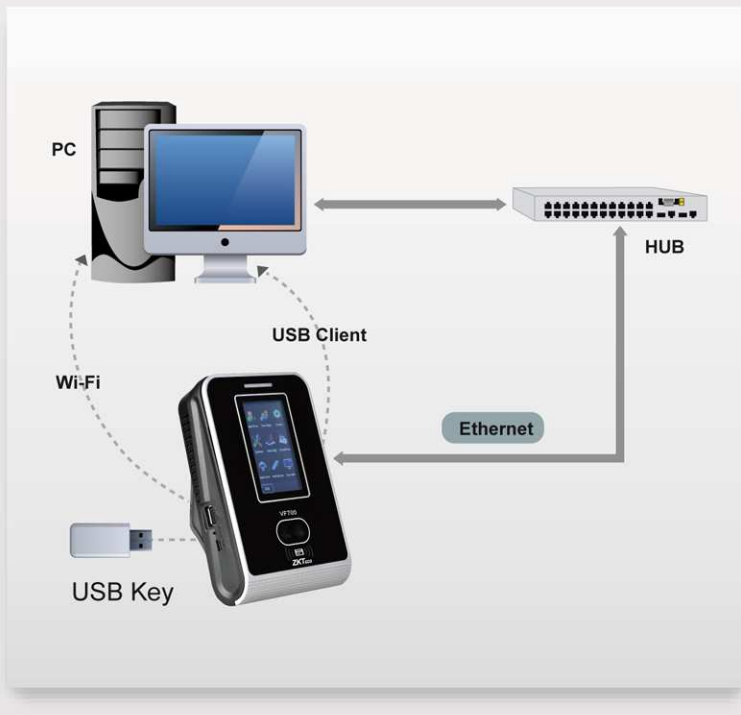 PC
HUB
USB Client
Wi-Fi
Ethernet
VF700
ZKTeco
USB Key